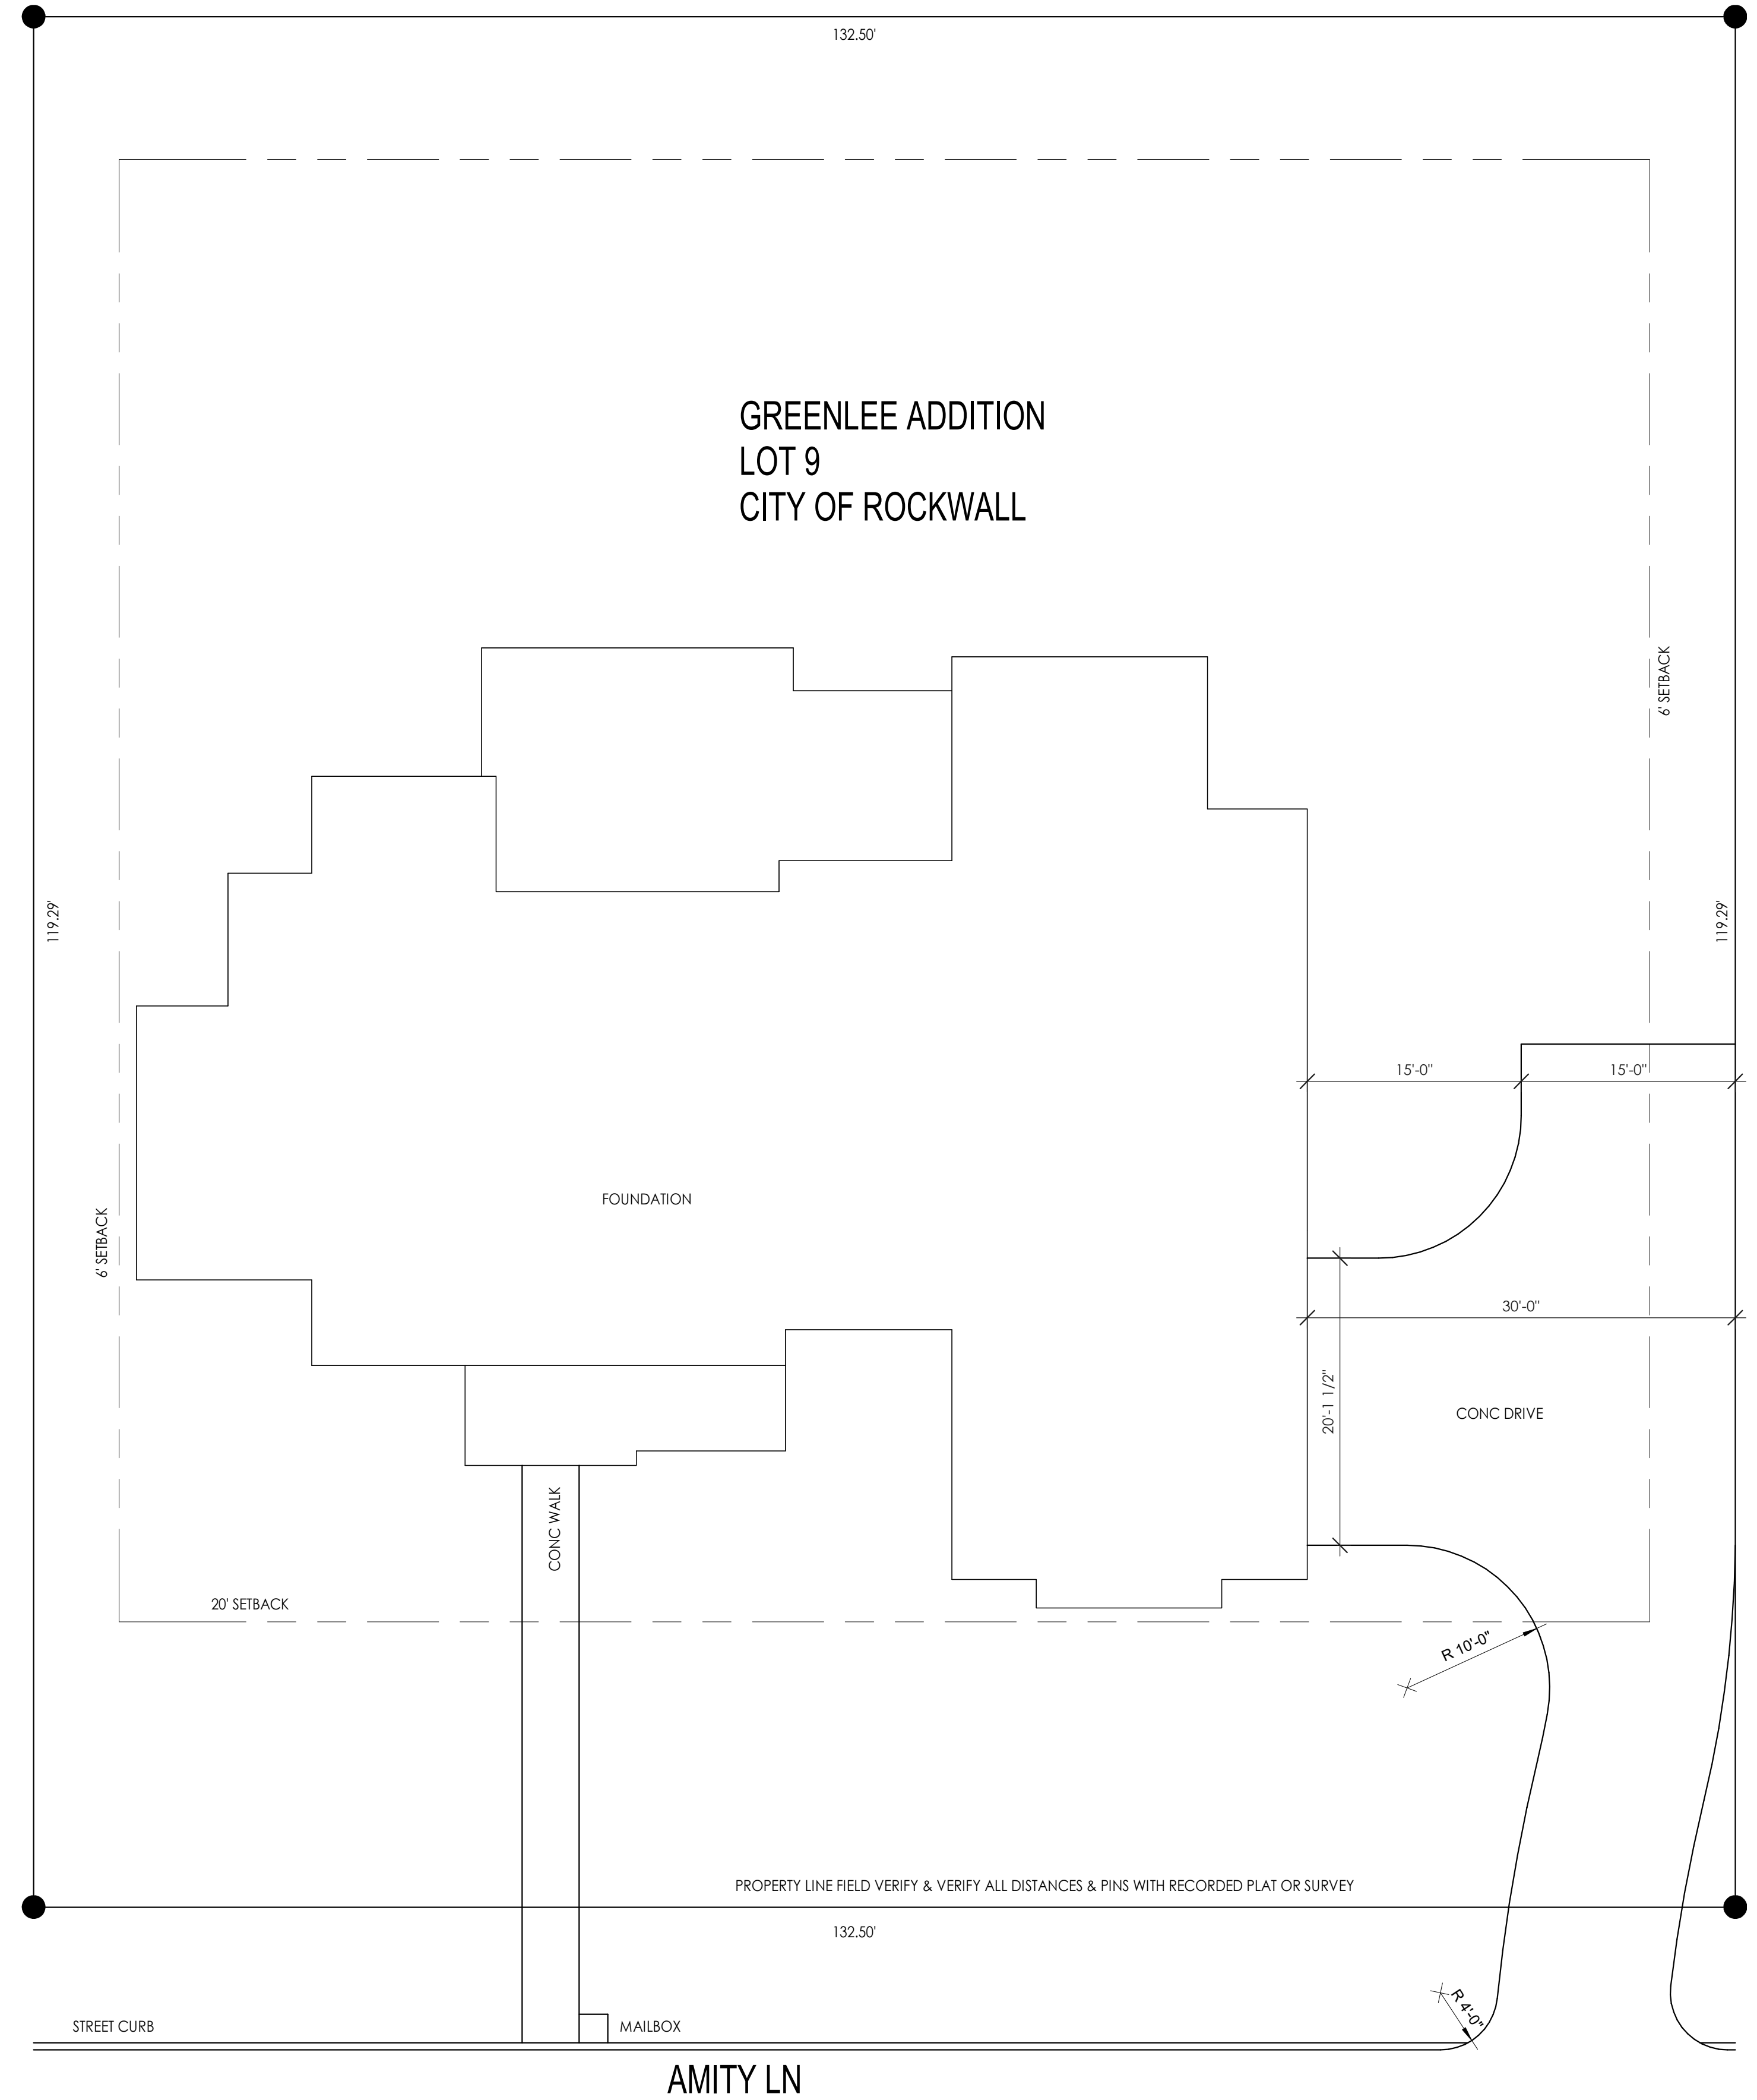 132.50'
GREENLEE ADDITION
LOT 9
CITY OF ROCKWALL
6' SETBACK
119.29'
119.29'
15'-0"
15'-0"
FOUNDATION
6' SETBACK
30'-0"
20'-1 1/2"
CONC DRIVE
CONC WALK
20' SETBACK
R 10'-0"
PROPERTY LINE FIELD VERIFY & VERIFY ALL DISTANCES & PINS WITH RECORDED PLAT OR SURVEY
132.50'
R 4'-0"
STREET CURB
MAILBOX
AMITY LN